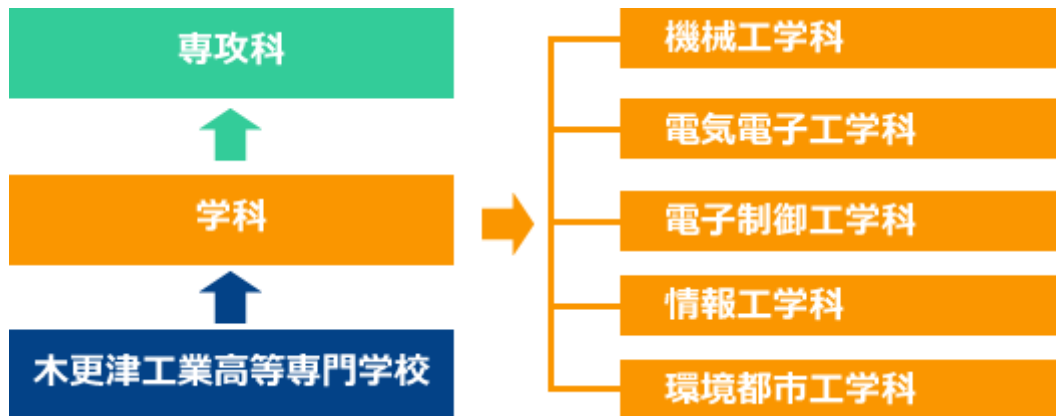 専攻科
学科
木更津工業高等専門学校
機械工学科
電気電子工学科
電子制御工学科
情報工学科
環境都市工学科